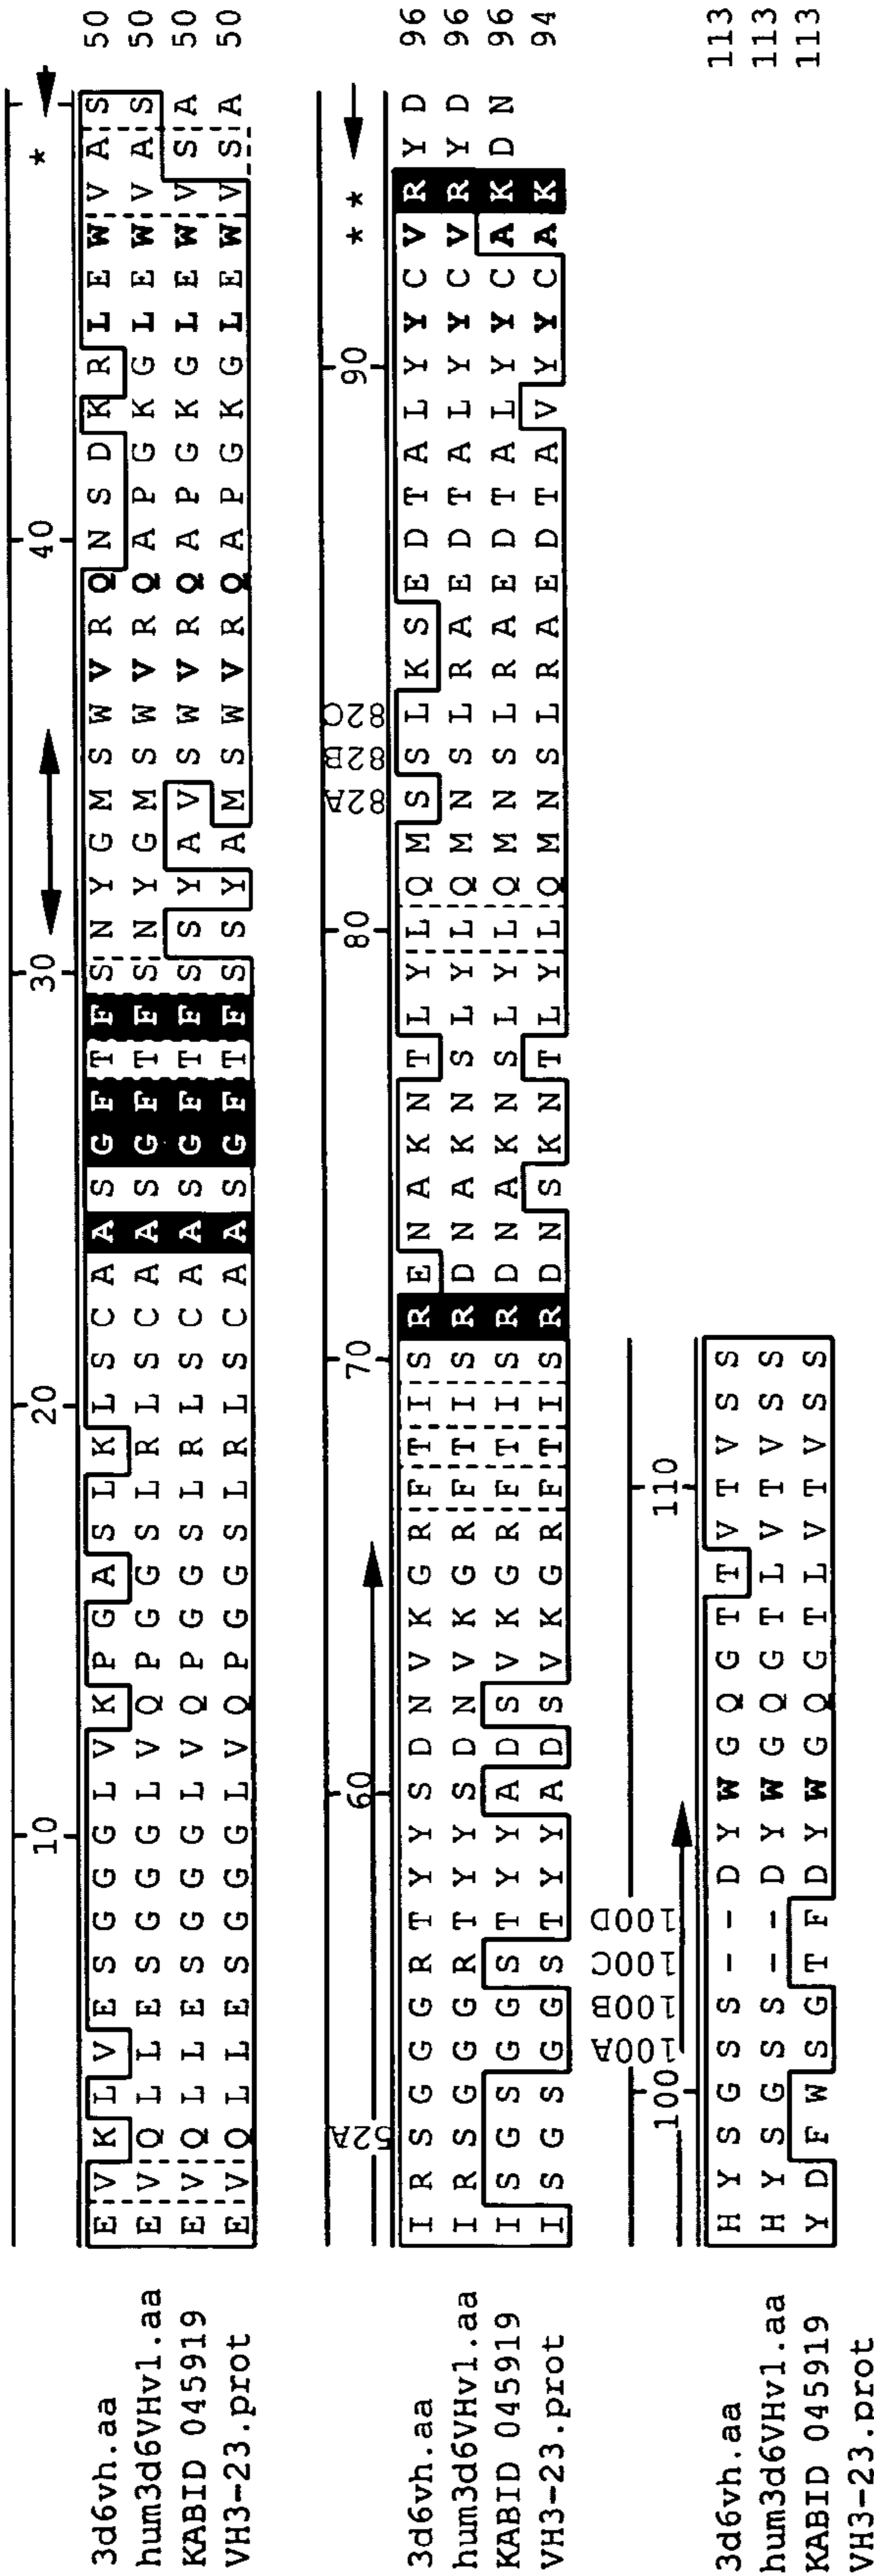 10 20 30 40 *
3d6vh.aa E V K L V E S G G G L V K P G A S L K L S C A A S G F T F S N Y G M S W V R Q N S D K R L E W V A S 50
hum3d6VHv1.aa E V Q L L E S G G G L V Q P G G S L R L S C A A S G F T F S N Y G M S W V R Q A P G K G L E W V A S 50
KABID 045919 E V Q L L E S G G G L V Q P G G S L R L S C A A S G F T F S S Y A V S W V R Q A P G K G L E W V S A 50
VH3-23.prot E V Q L L E S G G G L V Q P G G S L R L S C A A S G F T F S S Y A M S W V R Q A P G K G L E W V S A 50
52A 60 70 80 82A 82B 82C 90 * *
3d6vh.aa I R S G G G R T Y Y S D N V K G R F T I S R E N A K N T L Y L Q M S S L K S E D T A L Y Y C V R Y D 96
hum3d6VHv1.aa I R S G G G R T Y Y S D N V K G R F T I S R D N A K N S L Y L Q M N S L R A E D T A L Y Y C V R Y D 96
KABID 045919 I S G S G G S T Y Y A D S V K G R F T I S R D N A K N S L Y L Q M N S L R A E D T A L Y Y C A K D N 96
VH3-23.prot I S G S G G S T Y Y A D S V K G R F T I S R D N S K N T L Y L Q M N S L R A E D T A V Y Y C A K 94
100 100A 100B 100C 100D 110
3d6vh.aa H Y S G S S - - D Y W G Q G T T V T V S S 113
hum3d6VHv1.aa H Y S G S S - - D Y W G Q G T L V T V S S 113
KABID 045919 Y D F W S G T F D Y W G Q G T L V T V S S 113
VH3-23.prot